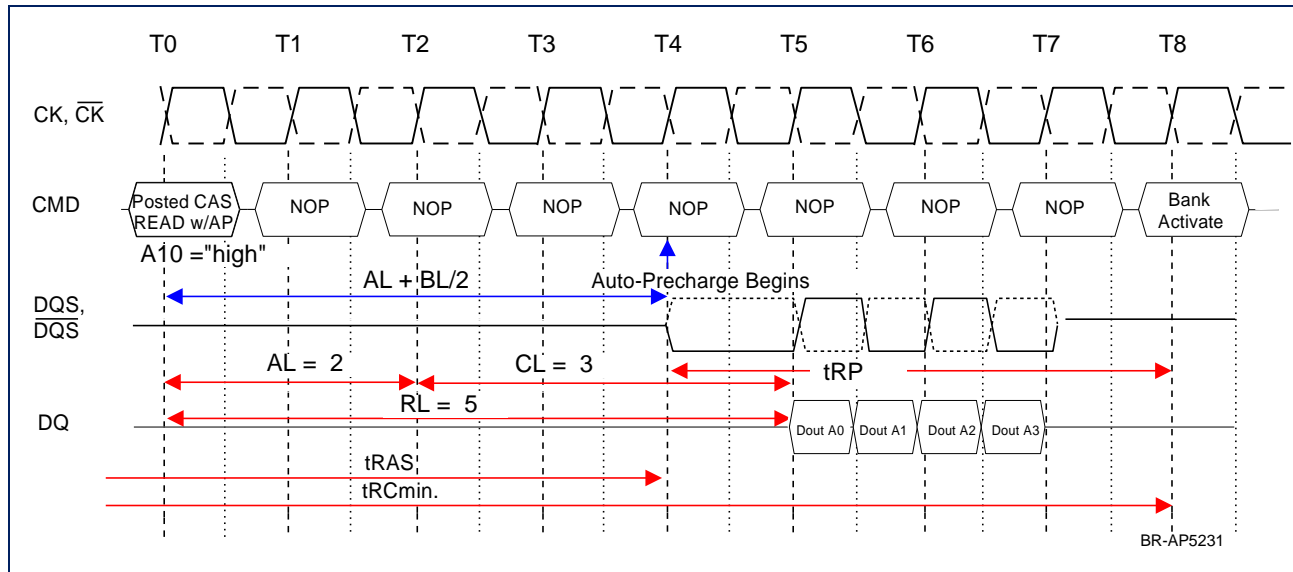 T0 T1 T2 T3 T4 T5 T6 T7 T8
CK, CK
CMD
Posted CAS
READ w/AP
NOP NOP NOP NOP NOP NOP NOP
Bank
Activate
A10 ="high"
AL + BL/2
Auto-Precharge Begins
DQS,
DQS
AL = 2
CL = 3
tRP
RL = 5
DQ
Dout A0 Dout A1 Dout A2 Dout A3
tRAS
tRCmin.
BR-AP5231